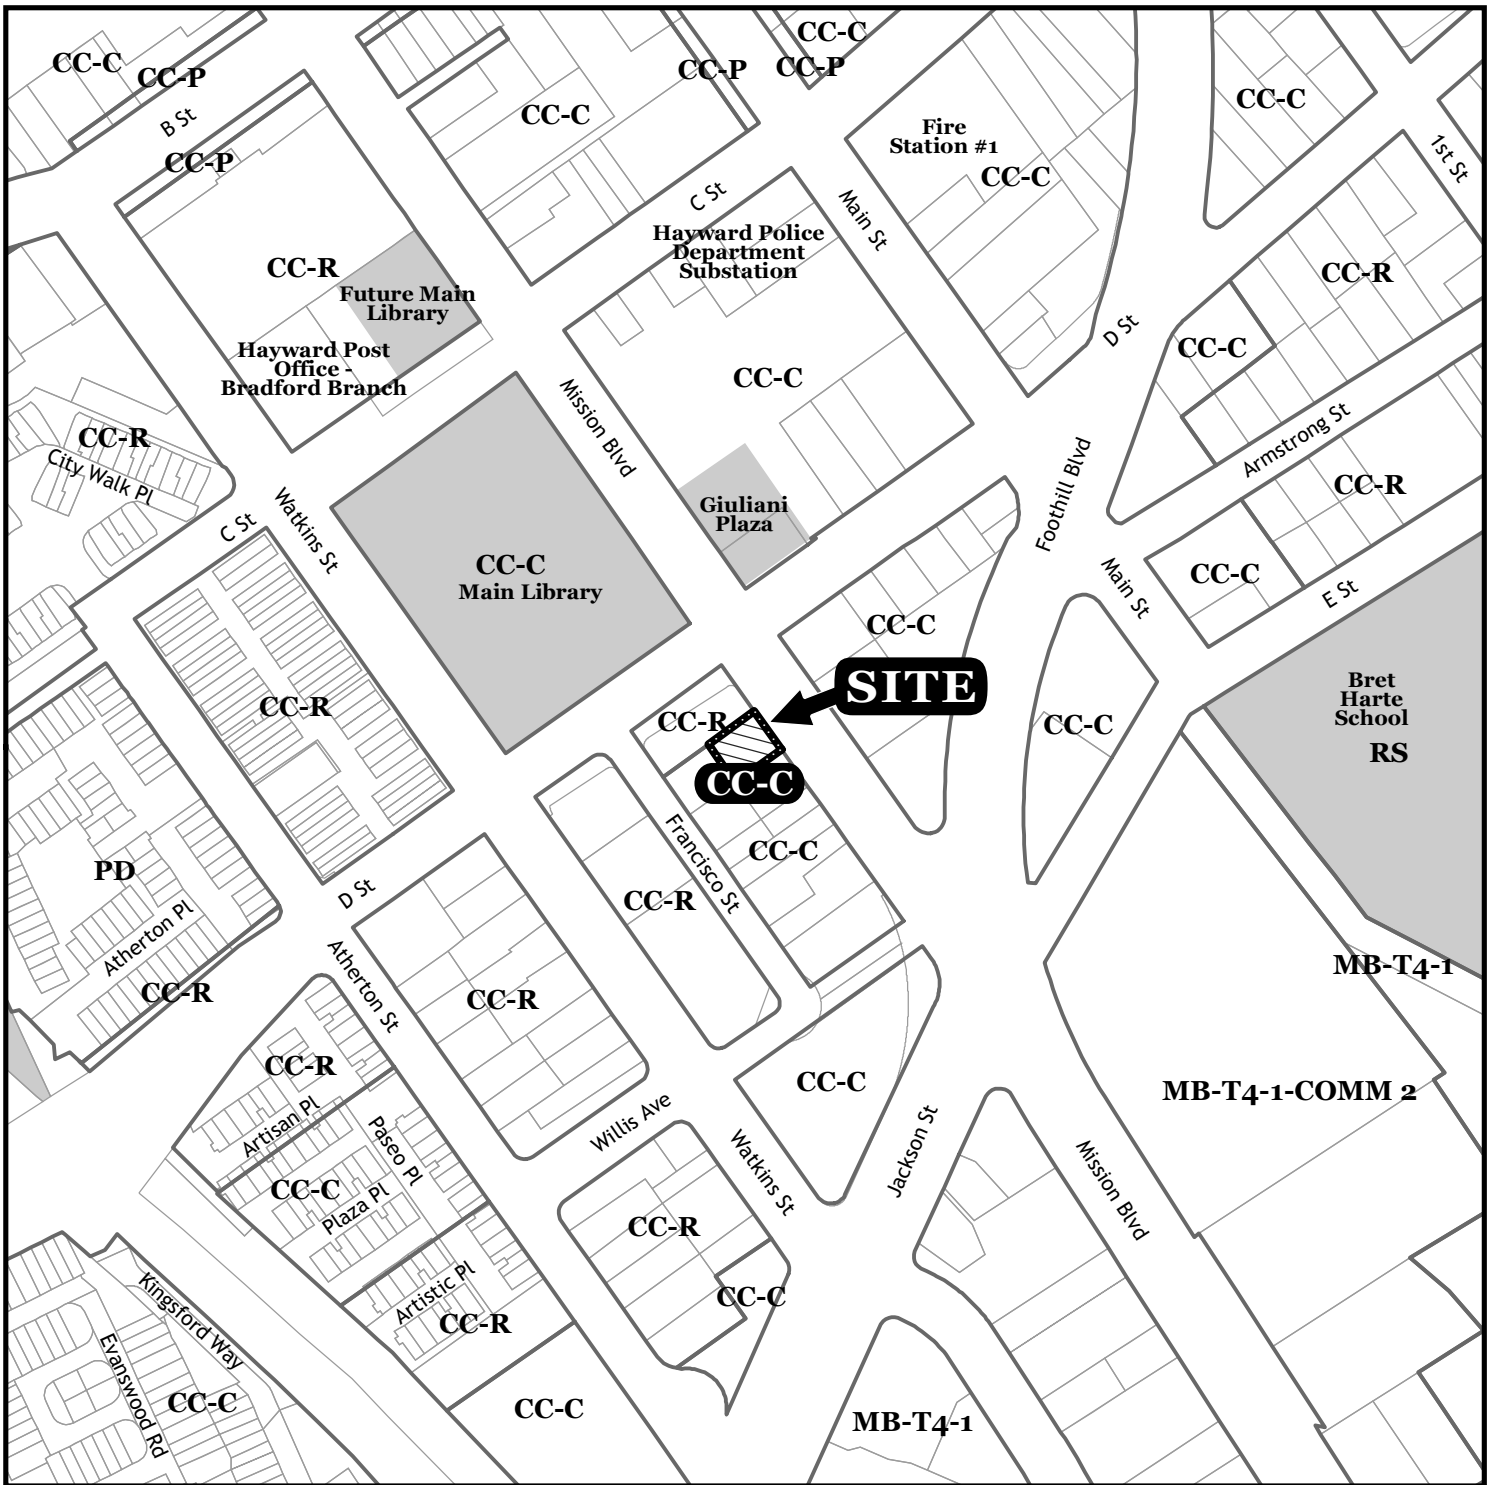 CC-C
CC-P
B St
CC-P
CC-C
CC-P
CC-C
CC-P
Fire
Station #1
CC-C
CC-C
1st St
C St
Main St
Hayward Police
Department
Substation
CC-R
Future Main
Library
Hayward Post
Office -
Bradford Branch
CC-C
CC-R
D St
CC-C
Mission Blvd
CC-R
City Walk Pl
C St
Watkins St
Armstrong St
CC-R
Giuliani
Plaza
Foothill Blvd
CC-C
Main Library
Main St
CC-C
E St
CC-C
SITE
Bret
Harte
School
RS
CC-R
CC-R
CC-C
CC-C
CC-C
Francisco St
PD
D St
CC-R
Atherton Pl
CC-R
Atherton St
CC-R
MB-T4-1
CC-R
CC-C
MB-T4-1-COMM 2
Artisan Pl
Paseo Pl
Willis Ave
Watkins St
Jackson St
Mission Blvd
CC-C
Plaza Pl
CC-R
Artistic Pl
CC-R
CC-C
Kingsford Way
Evanswood Rd
CC-C
CC-C
MB-T4-1